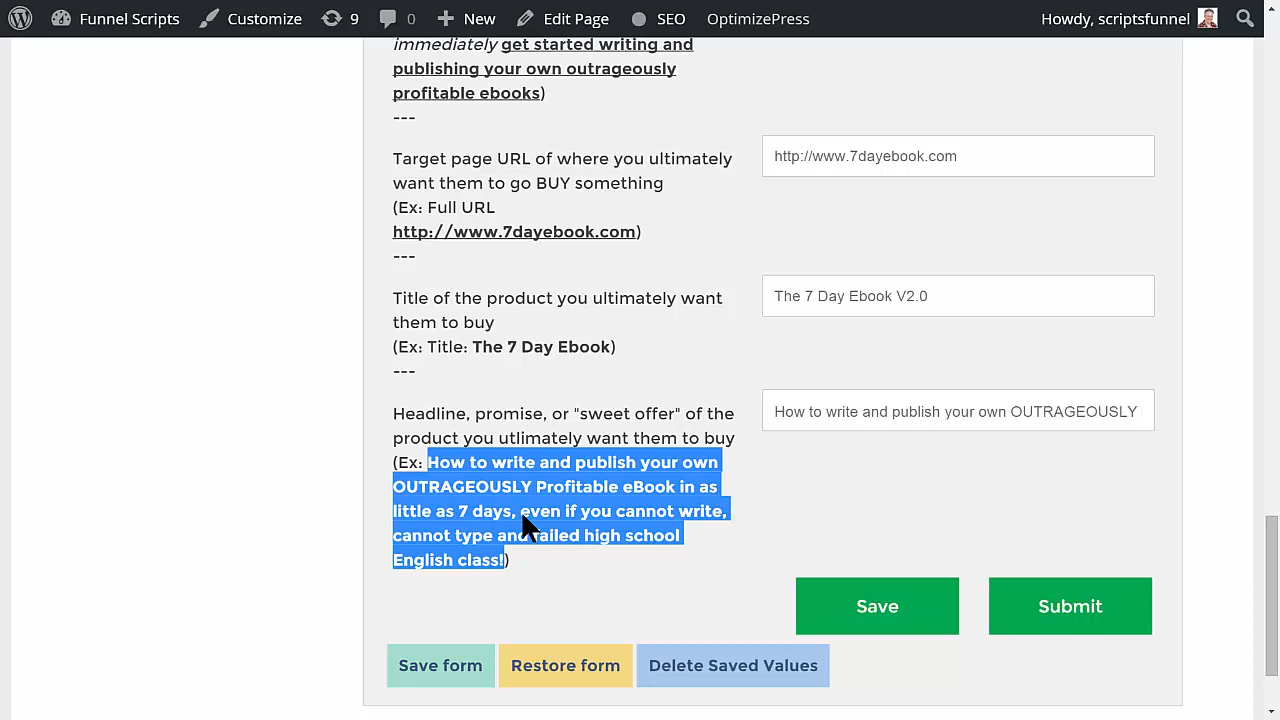 Funnel Scripts Customize 9 0 New Edit Page SEO OptimizePress Howdy, scriptsfunnel
immediately get started writing and
publishing your own outrageously
profitable ebooks)
---
Target page URL of where you ultimately
want them to go BUY something
(Ex: Full URL
http://www.7dayebook.com)
---
http://www.7dayebook.com
Title of the product you ultimately want
them to buy
(Ex: Title: The 7 Day Ebook)
---
The 7 Day Ebook V2.0
Headline, promise, or "sweet offer" of the
product you utlimately want them to buy
(Ex: How to write and publish your own
OUTRAGEOUSLY Profitable eBook in as
little as 7 days, even if you cannot write,
cannot type and failed high school
English class!)
How to write and publish your own OUTRAGEOUSLY
Save Submit
Save form Restore form Delete Saved Values